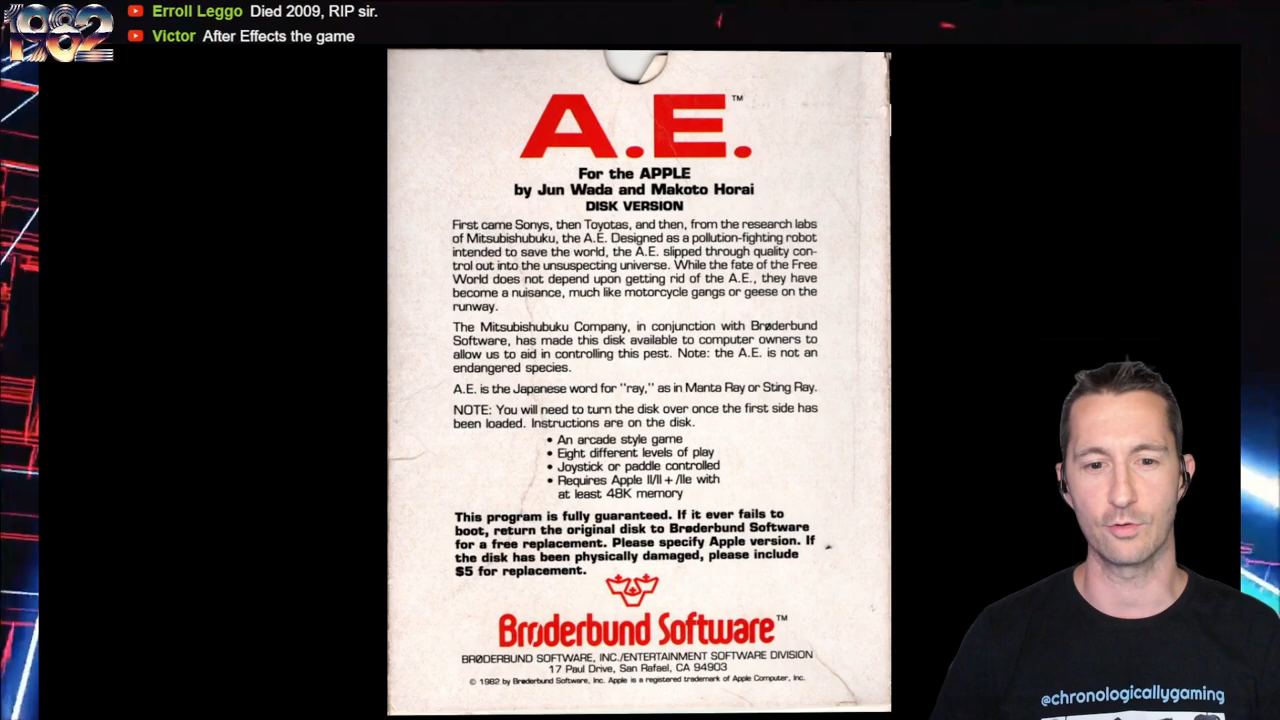 1982
Erroll Leggo Died 2009, RIP sir.
Victor After Effects the game
A.E.™
For the APPLE
by Jun Wada and Makoto Horai
DISK VERSION
First came Sonys, then Toyotas, and then, from the research labs
of Mitsubishubuku, the A.E. Designed as a pollution-fighting robot
intended to save the world, the A.E. slipped through quality con-
trol out into the unsuspecting universe. While the fate of the Free
World does not depend upon getting rid of the A.E., they have
become a nuisance, much like motorcycle gangs or geese on the
runway.
The Mitsubishubuku Company, in conjunction with Brøderbund
Software, has made this disk available to computer owners to
allow us to aid in controlling this pest. Note: the A.E. is not an
endangered species.
A.E. is the Japanese word for "ray," as in Manta Ray or Sting Ray.
NOTE: You will need to turn the disk over once the first side has
been loaded. Instructions are on the disk.
• An arcade style game
• Eight different levels of play
• Joystick or paddle controlled
• Requires Apple II/II+/IIe with
at least 48K memory
This program is fully guaranteed. If it ever fails to
boot, return the original disk to Brøderbund Software
for a free replacement. Please specify Apple version. If
the disk has been physically damaged, please include
$5 for replacement.
Brøderbund Software™
BRØDERBUND SOFTWARE, INC./ENTERTAINMENT SOFTWARE DIVISION
17 Paul Drive, San Rafael, CA 94903
© 1982 by Brøderbund Software, Inc. Apple is a registered trademark of Apple Computer, Inc.
@chronologicallygaming